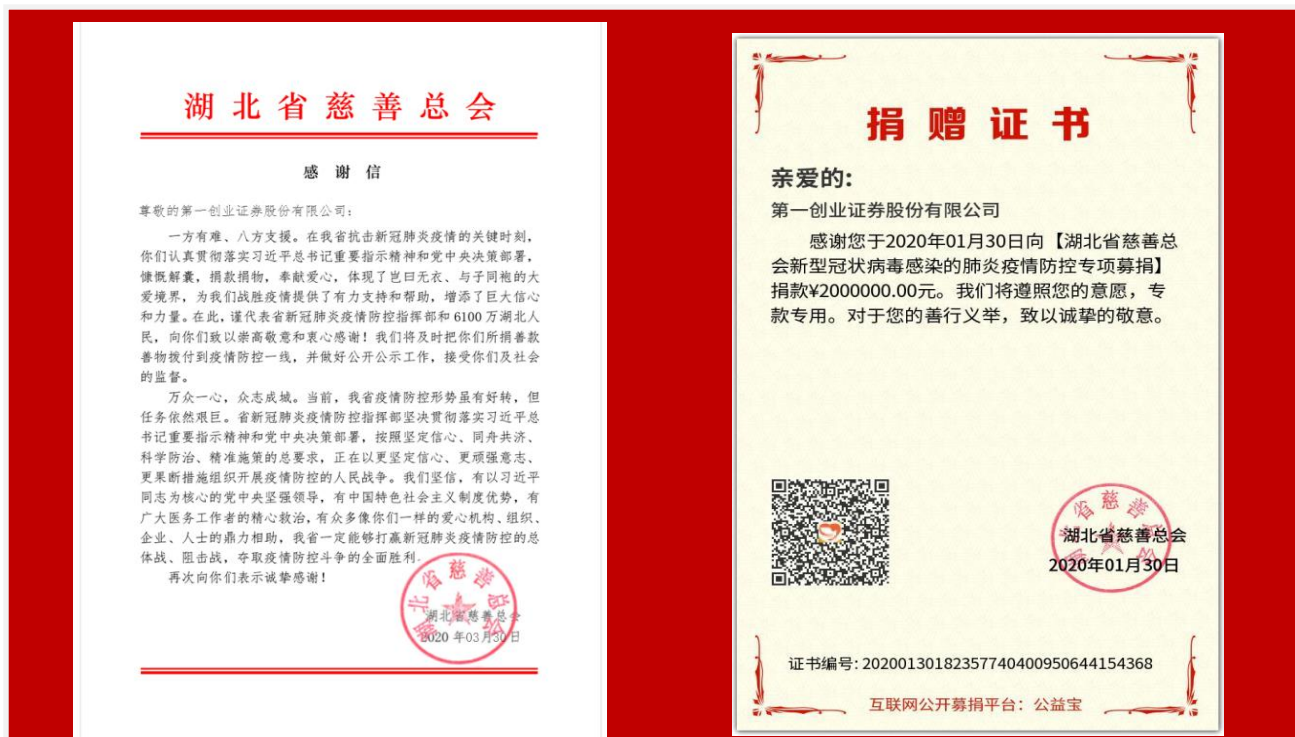 湖北省慈善总会
感谢信
尊敬的第一创业证券股份有限公司：
一方有难、八方支援。在我省抗击新冠肺炎疫情的关键时刻，
你们认真贯彻落实习近平总书记重要指示精神和党中央决策部署，
慷慨解囊，捐款捐物，奉献爱心，体现了岂曰无衣、与子同袍的大
爱境界，为我们战胜疫情提供了有力支持和帮助，增添了巨大信心
和力量。在此，谨代表省新冠肺炎疫情防控指挥部和 6100 万湖北人
民，向你们致以崇高敬意和衷心感谢！我们将及时把你们所捐善款
善物拨付到疫情防控一线，并做好公开公示工作，接受你们及社会
的监督。
万众一心，众志成城。当前，我省疫情防控形势虽有好转，但
任务依然艰巨。省新冠肺炎疫情防控指挥部坚决贯彻落实习近平总
书记重要指示精神和党中央决策部署，按照坚定信心、同舟共济、
科学防治、精准施策的总要求，正在以更坚定信心、更顽强意志、
更果断措施组织开展疫情防控的人民战争。我们坚信，有以习近平
同志为核心的党中央坚强领导，有中国特色社会主义制度优势，有
广大医务工作者的精心救治，有众多像你们一样的爱心机构、组织、
企业、人士的鼎力相助，我省一定能够打赢新冠肺炎疫情防控的总
体战、阻击战，夺取疫情防控斗争的全面胜利。
再次向你们表示诚挚感谢！
湖北省慈善总会
湖北省慈善总会
2020 年03月30日
捐赠证书
亲爱的:
第一创业证券股份有限公司
感谢您于2020年01月30日向【湖北省慈善总
会新型冠状病毒感染的肺炎疫情防控专项募捐】
捐款¥2000000.00元。我们将遵照您的意愿，专
款专用。对于您的善行义举，致以诚挚的敬意。
湖北省慈善总会
湖北省慈善总会
2020年01月30日
证书编号: 2020013018235774040095064415­4368
互联网公开募捐平台：公益宝